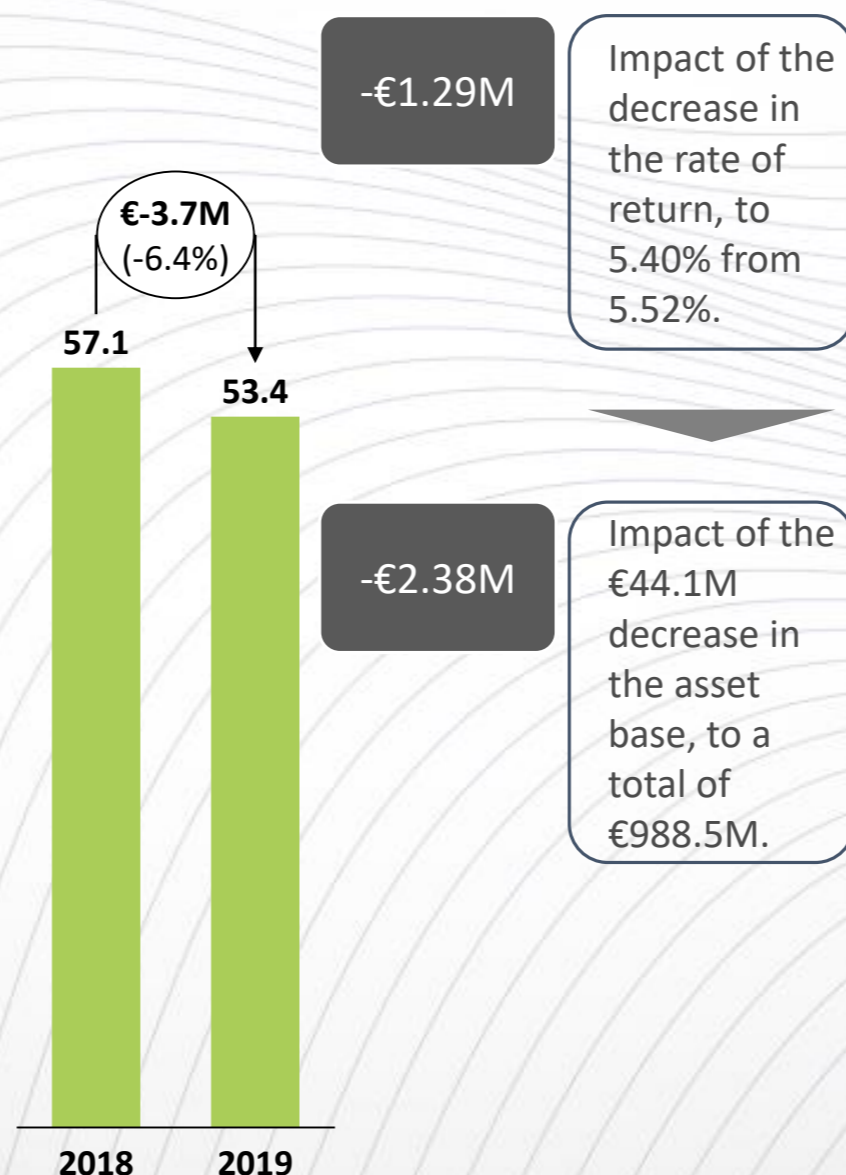 €-3.7M
(-6.4%)
57.1
53.4
2018
2019
-€1.29M
Impact of the
decrease in
the rate of
return, to
5.40% from
5.52%.
-€2.38M
Impact of the
€44.1M
decrease in
the asset
base, to a
total of
€988.5M.